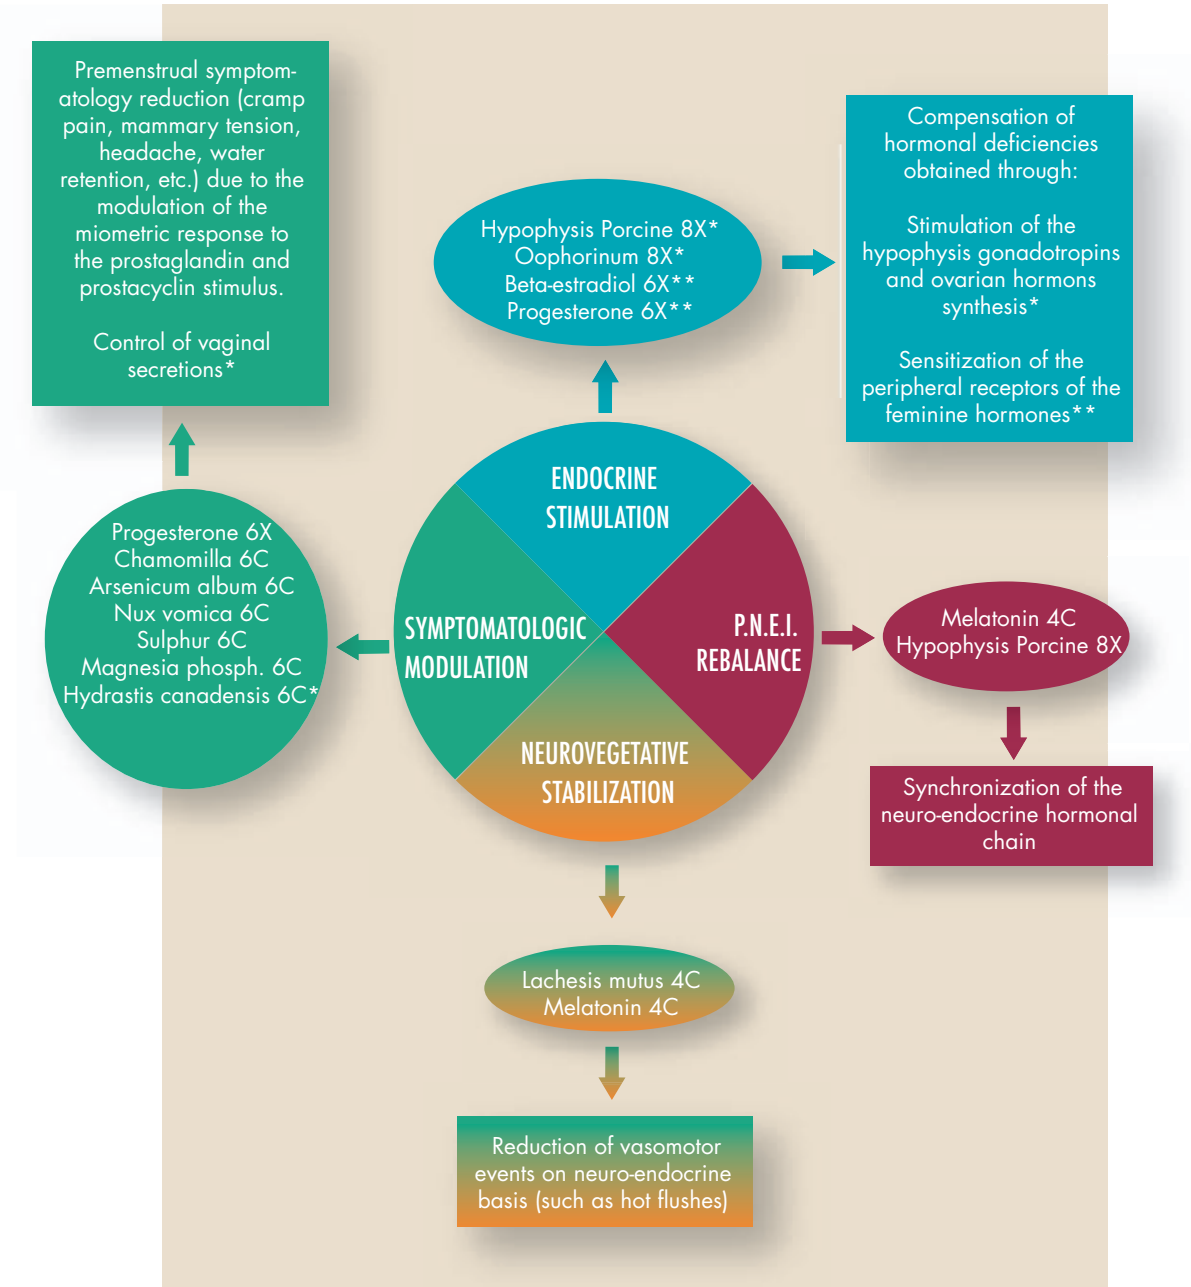 Premenstrual symptom-
atology reduction (cramp
pain, mammary tension,
headache, water
retention, etc.) due to the
modulation of the
miometric response to
the prostaglandin and
prostacyclin stimulus.
Control of vaginal
secretions*
Hypophysis Porcine 8X*
Oophorinum 8X*
Beta-estradiol 6X**
Progesterone 6X**
Compensation of
hormonal deficiencies
obtained through:
Stimulation of the
hypophysis gonadotropins
and ovarian hormons
synthesis*
Sensitization of the
peripheral receptors of the
feminine hormones**
ENDOCRINE
STIMULATION
Progesterone 6X
Chamomilla 6C
Arsenicum album 6C
Nux vomica 6C
Sulphur 6C
Magnesia phosph. 6C
Hydrastis canadensis 6C*
SYMPTOMATOLOGIC
MODULATION
P.N.E.I.
REBALANCE
Melatonin 4C
Hypophysis Porcine 8X
NEUROVEGETATIVE
STABILIZATION
Synchronization of the
neuro-endocrine hormonal
chain
Lachesis mutus 4C
Melatonin 4C
Reduction of vasomotor
events on neuro-endocrine
basis (such as hot flushes)